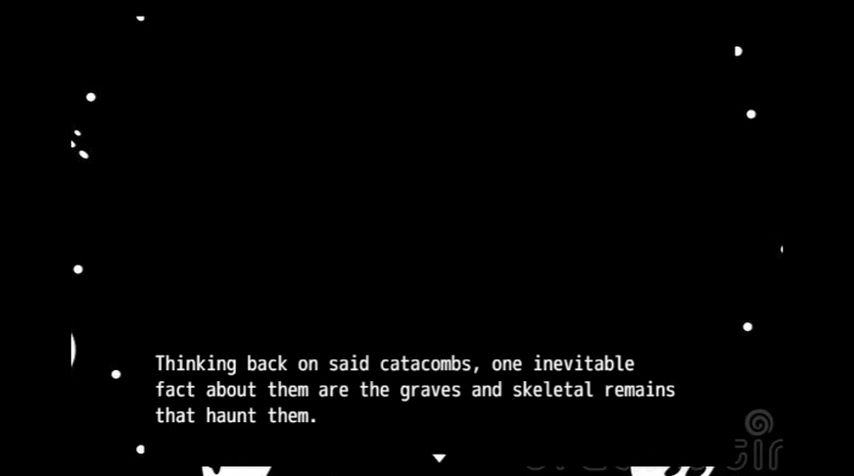 Thinking back on said catacombs, one inevitable
fact about them are the graves and skeletal remains
that haunt them.